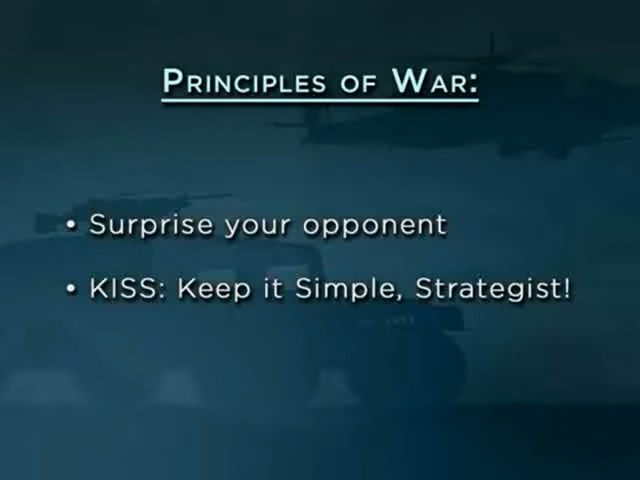 Principles of War:
• Surprise your opponent
• KISS: Keep it Simple, Strategist!